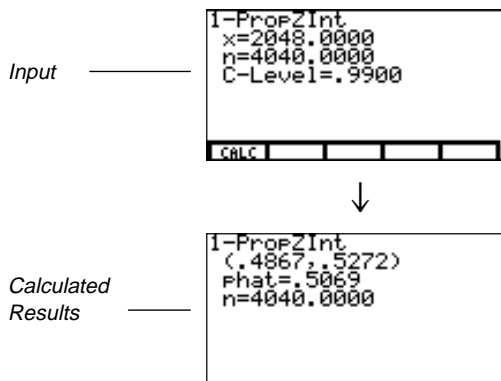 1-PropZInt
x=2048.0000
n=4040.0000
C-Level=.9900
Input
CALC
↓
1-PropZInt
(.4867,.5272)
phat=.5069
n=4040.0000
Calculated
Results